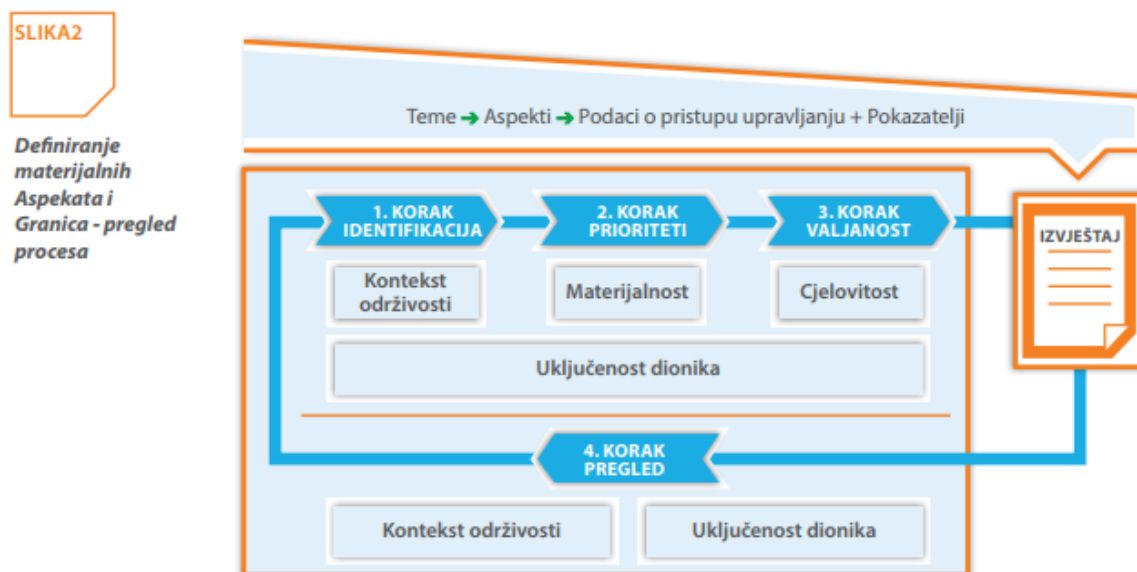 SLIKA2
Definiranje
materijalnih
Aspekata i
Granica - pregled
procesa
Teme ➔ Aspekti ➔ Podaci o pristupu upravljanju + Pokazatelji
1. KORAK
IDENTIFIKACIJA
2. KORAK
PRIORITETI
3. KORAK
VALJANOST
IZVJEŠTAJ
Kontekst
održivosti
Materijalnost
Cjelovitost
Uključenost dionika
4. KORAK
PREGLED
Kontekst održivosti
Uključenost dionika